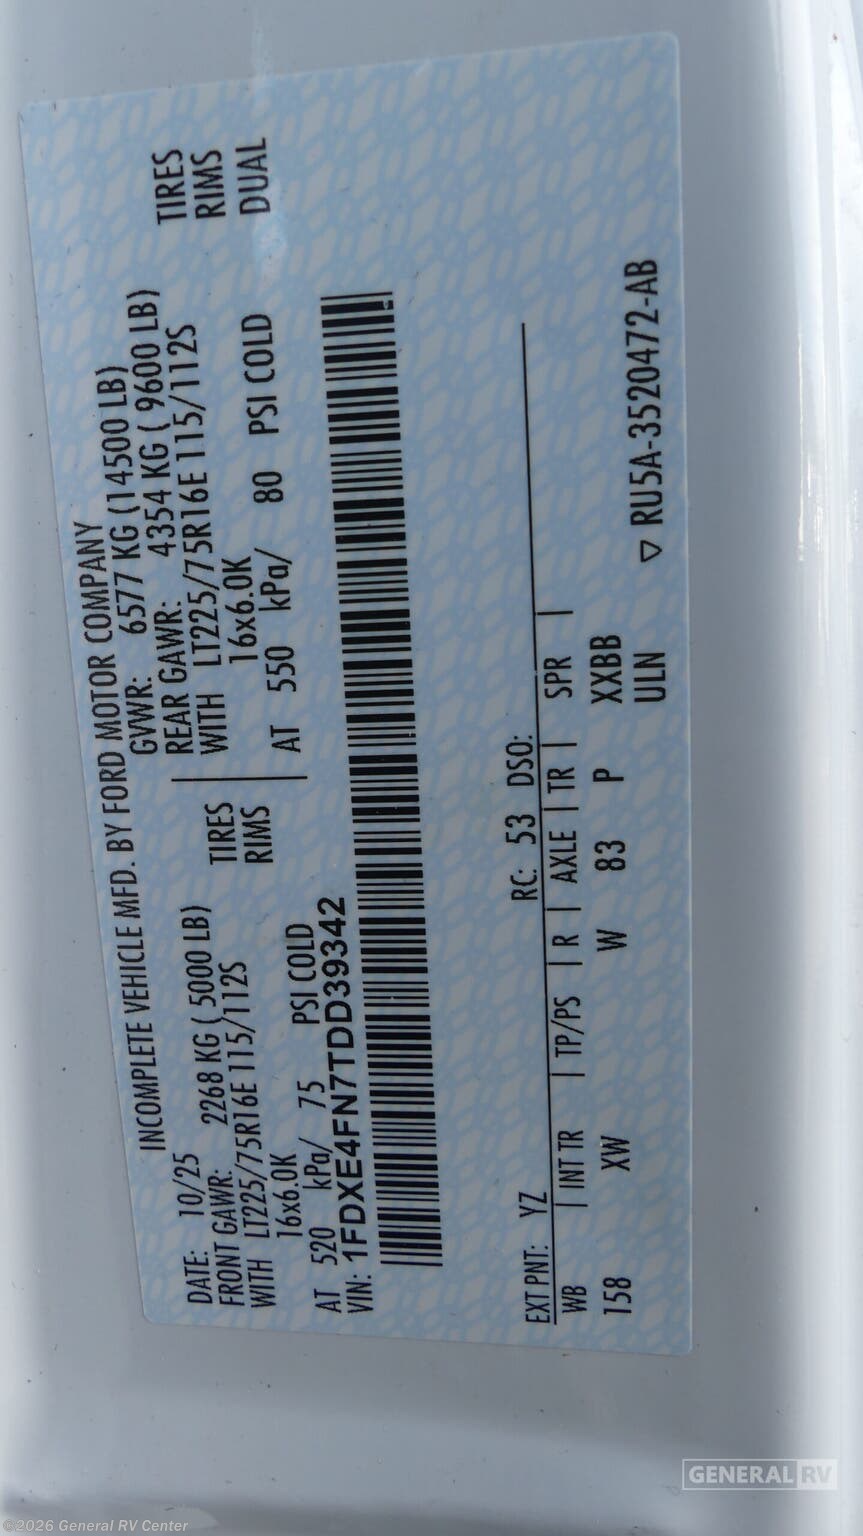 INCOMPLETE VEHICLE MFD. BY FORD MOTOR COMPANY
DATE: 10/25 GVWR: 6577 KG (14500 LB)
FRONT GAWR: 2268 KG ( 5000 LB) REAR GAWR: 4354 KG ( 9600 LB)
WITH LT225/75R16E 115/112S TIRES WITH LT225/75R16E 115/112S TIRES
16x6.0K RIMS 16x6.0K RIMS
AT 520 kPa/ 75 PSI COLD AT 550 kPa/ 80 PSI COLD DUAL
VIN: 1FDXE4FN7TDD39342
EXT PNT: YZ RC: 53 DSO:
WB | INT TR | TP/PS | R | AXLE | TR | SPR |
158 XW W 83 P XXBB
ULN
▽ RU5A-3520472-AB
GENERAL RV
©2026 General RV Center